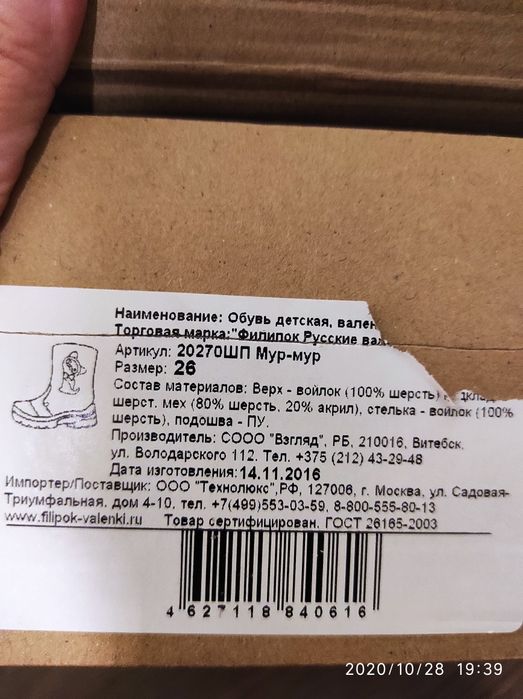 Наименование: Обувь детская, вален
Торговая марка:"Филипок Русские ва
Артикул: 20270ШП Мур-мур
Размер: 26
Состав материалов: Верх - войлок (100% шерсть)
шерст. мех (80% шерсть, 20% акрил), стелька - войлок (100%
шерсть), подошва - ПУ.
Производитель: СООО "Взгляд", РБ, 210016, Витебск,
ул. Володарского 112. Тел. +375 (212) 43-29-48
Дата изготовления:14.11.2016
Импортер/Поставщик: ООО "Технолюкс",РФ, 127006, г. Москва, ул. Садовая-
Триумфальная, дом 4-10, тел. +7(499)553-03-59, 8-800-555-80-13
www.filipok-valenki.ru Товар сертифицирован. ГОСТ 26165-2003
4 627118 840616
2020/10/28 19:39